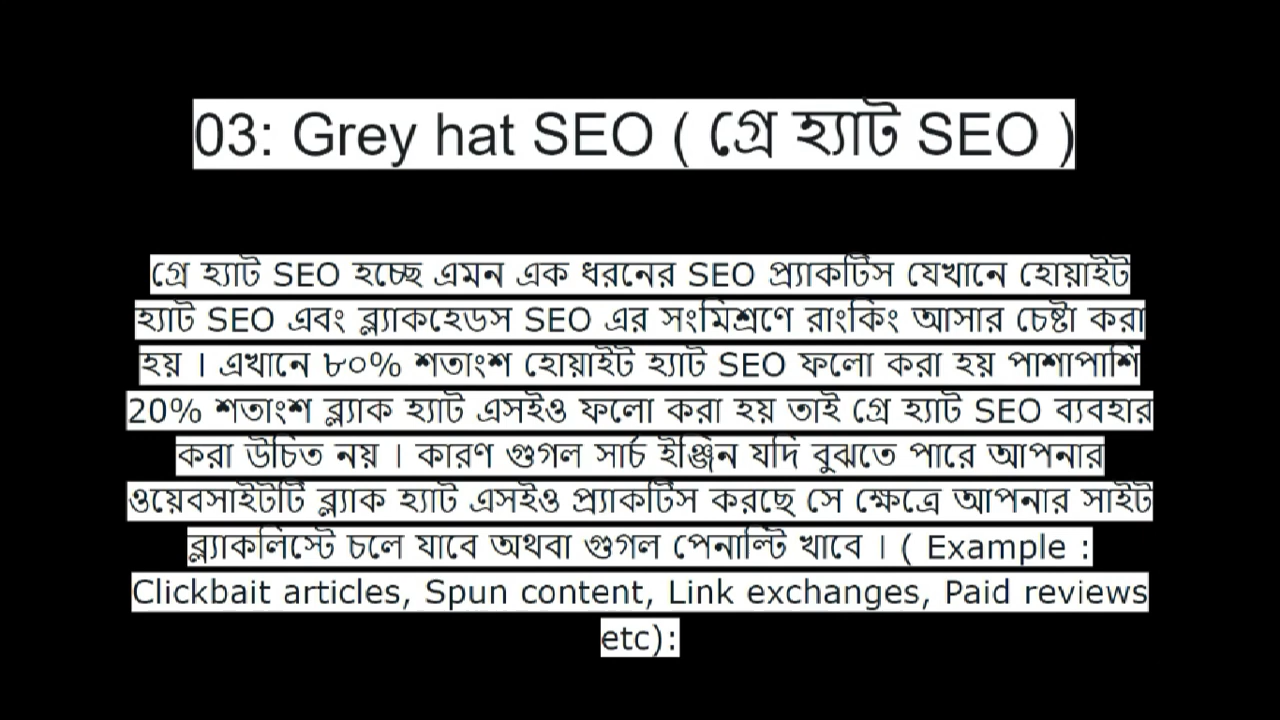 03: Grey hat SEO ( গ্রে হ্যাট SEO )
গ্রে হ্যাট SEO হচ্ছে এমন এক ধরনের SEO প্র্যাকটিস যেখানে হোয়াইট
হ্যাট SEO এবং ব্ল্যাকহেডস SEO এর সংমিশ্রণে রাংকিং আসার চেষ্টা করা
হয় । এখানে ৮০% শতাংশ হোয়াইট হ্যাট SEO ফলো করা হয় পাশাপাশি
20% শতাংশ ব্ল্যাক হ্যাট এসইও ফলো করা হয় তাই গ্রে হ্যাট SEO ব্যবহার
করা উচিত নয় । কারণ গুগল সার্চ ইঞ্জিন যদি বুঝতে পারে আপনার
ওয়েবসাইটটি ব্ল্যাক হ্যাট এসইও প্র্যাকটিস করছে সে ক্ষেত্রে আপনার সাইট
ব্ল্যাকলিস্টে চলে যাবে অথবা গুগল পেনাল্টি খাবে । ( Example :
Clickbait articles, Spun content, Link exchanges, Paid reviews
etc):